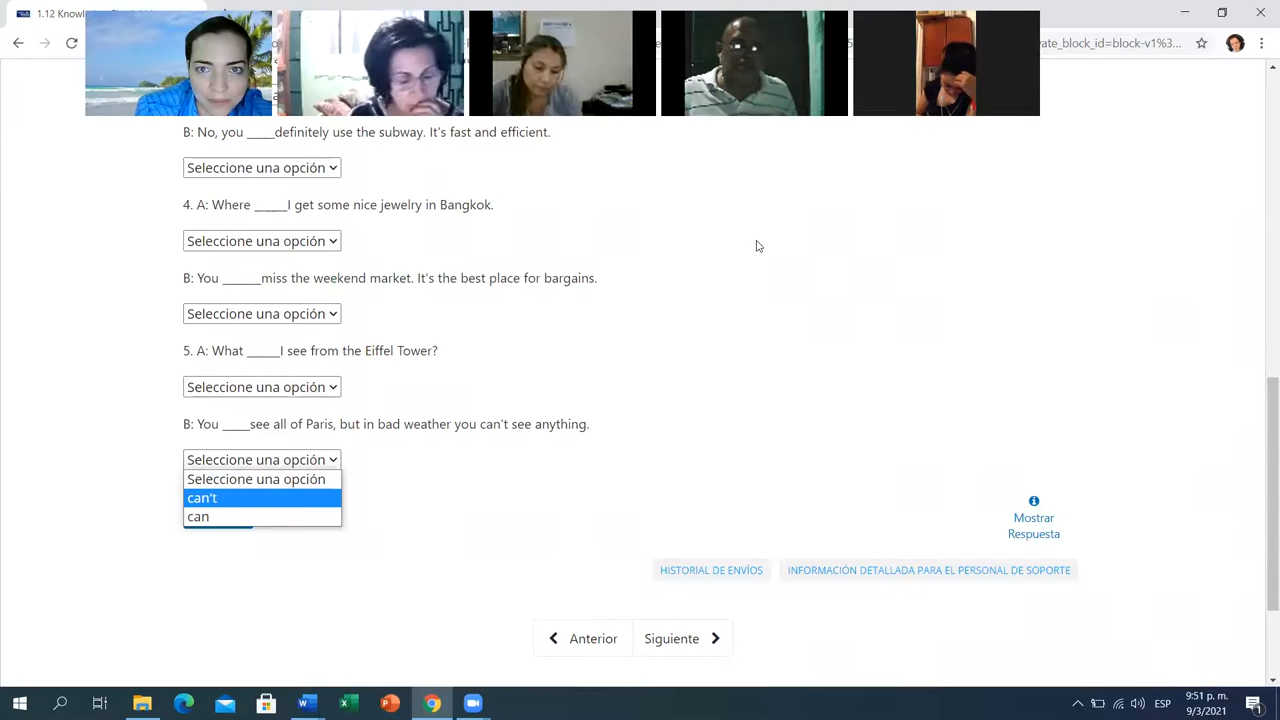 1.12 Knowl
vate_block_id=block-v1%3...
B: No, you ____definitely use the subway. It's fast and efficient.
Seleccione una opción
4. A: Where _____I get some nice jewelry in Bangkok.
Seleccione una opción
B: You ______miss the weekend market. It's the best place for bargains.
Seleccione una opción
5. A: What _____I see from the Eiffel Tower?
Seleccione una opción
B: You ____see all of Paris, but in bad weather you can't see anything.
Seleccione una opción
Seleccione una opción
can't
can
Mostrar
Respuesta
HISTORIAL DE ENVÍOS INFORMACIÓN DETALLADA PARA EL PERSONAL DE SOPORTE
Anterior Siguiente
ESP
9:51 p. m.
9/3/2021